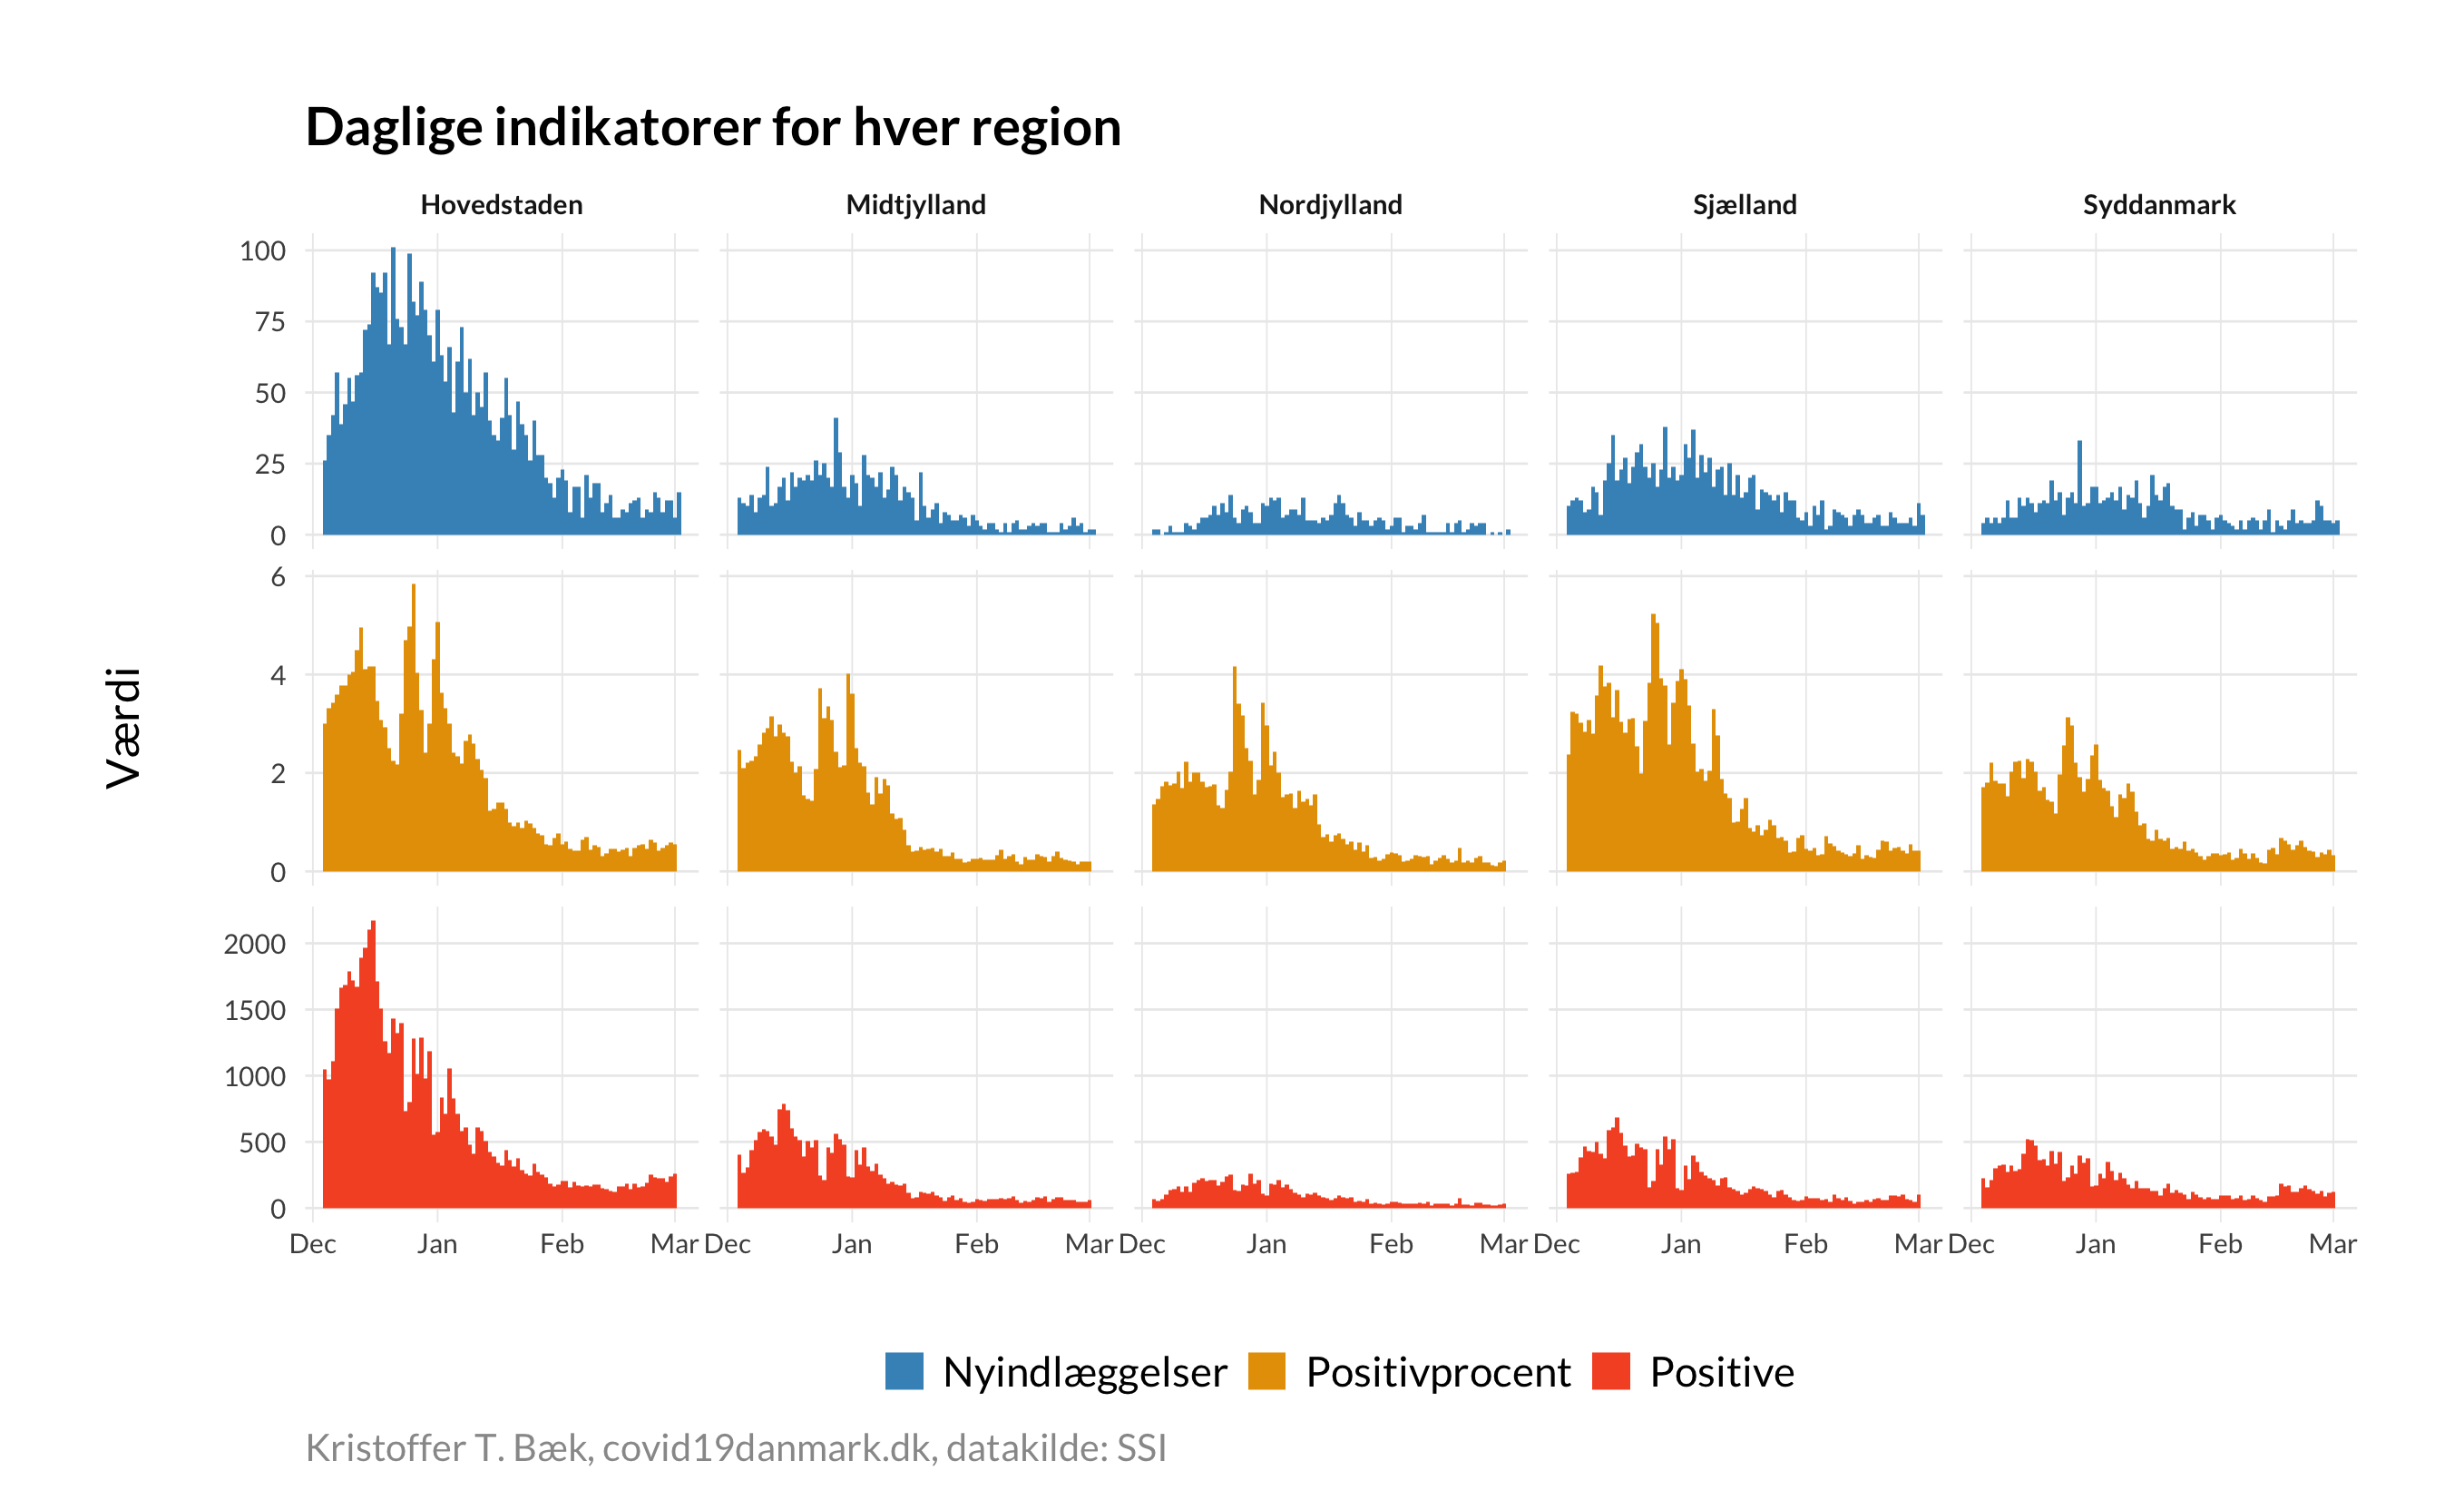 Daglige indikatorer for hver region
Hovedstaden Midtjylland Nordjylland Sjælland Syddanmark
100
75
50
25
0
6
4
2
0
2000
1500
1000
500
0
Værdi
Dec Jan Feb Mar Dec Jan Feb Mar Dec Jan Feb Mar Dec Jan Feb Mar Dec Jan Feb Mar
Nyindlæggelser Positivprocent Positive
Kristoffer T. Bæk, covid19danmark.dk, datakilde: SSI